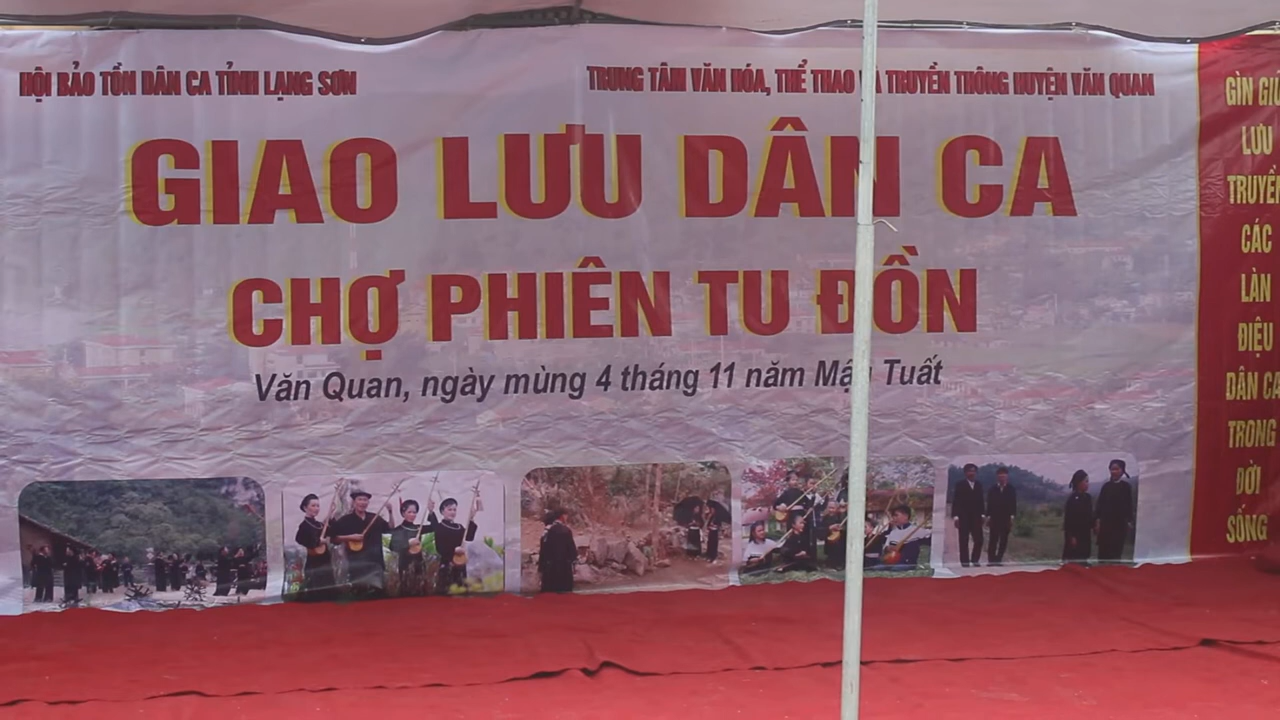 HỘI BẢO TỒN DÂN CA TỈNH LẠNG SƠN
TRUNG TÂM VĂN HÓA, THỂ THAO VÀ TRUYỀN THÔNG HUYỆN VĂN QUAN
GIAO LƯU DÂN CA
CHỢ PHIÊN TU ĐỒN
Văn Quan, ngày mùng 4 tháng 11 năm Mậu Tuất
GÌN GIỮ
LƯU
TRUYỀN
CÁC
LÀN
ĐIỆU
DÂN CA
TRONG
ĐỜI
SỐNG